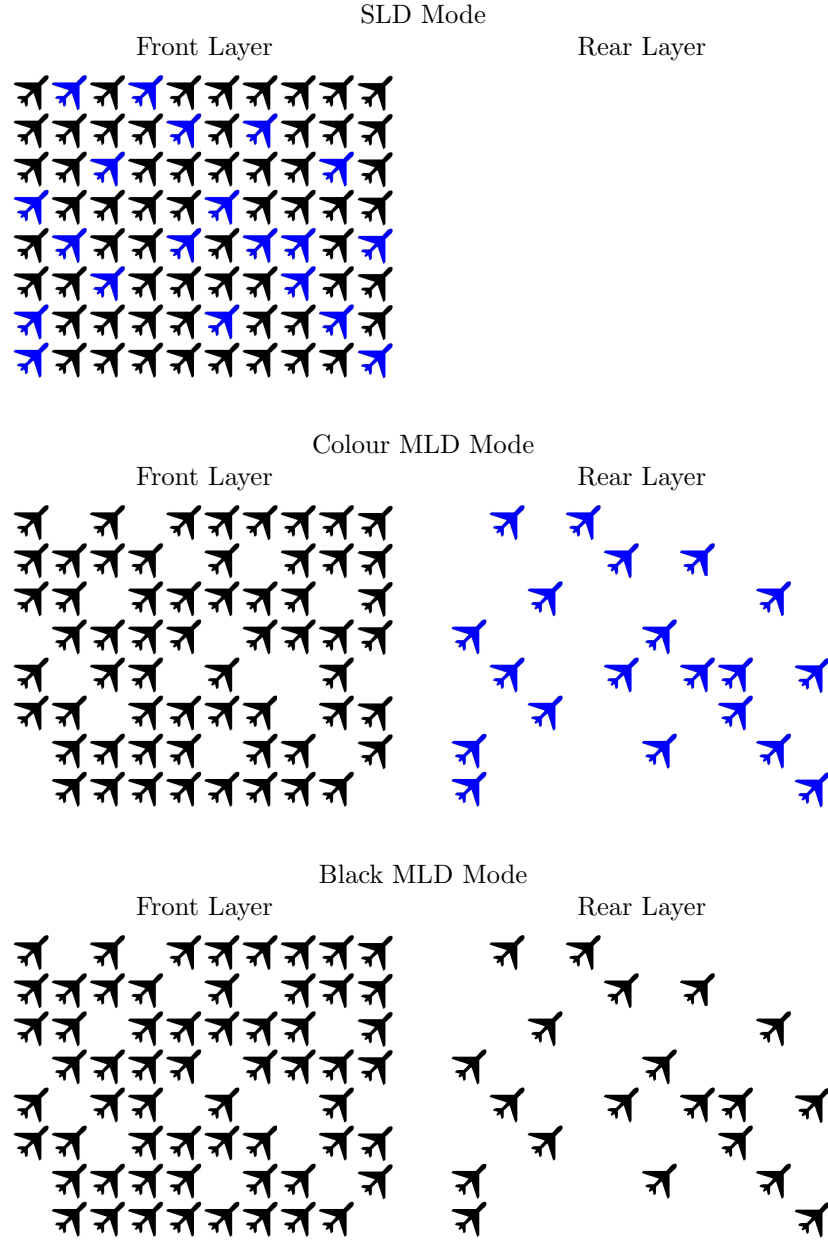 SLD Mode
Front Layer Rear Layer
Colour MLD Mode
Front Layer Rear Layer
Black MLD Mode
Front Layer Rear Layer